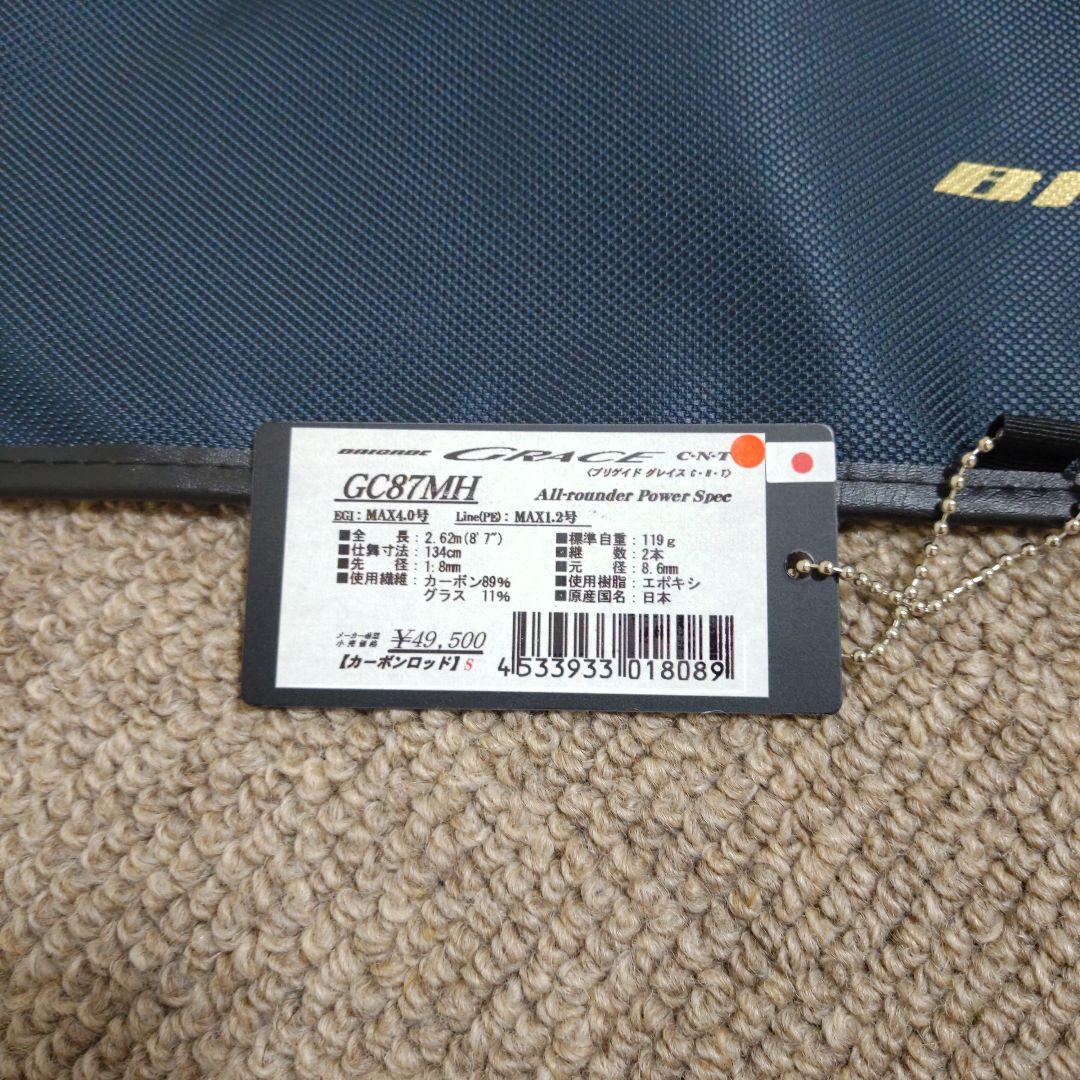 BRIGADE GRACE C・N・T
〈ブリゲイド グレイス C・N・T〉
GC87MH All-rounder Power Spec
EGI：MAX4.0号 Line(PE)：MAX1.2号
■全長：2.62m(8'7") ■標準自重：119g
■仕舞寸法：134cm ■継数：2本
■先径：1.8mm ■元径：8.6mm
■使用繊維：カーボン89% ■使用樹脂：エポキシ
グラス 11% ■原産国名：日本
メーカー希望
小売価格 ¥49,500
【カーボンロッド】S
4533933018089